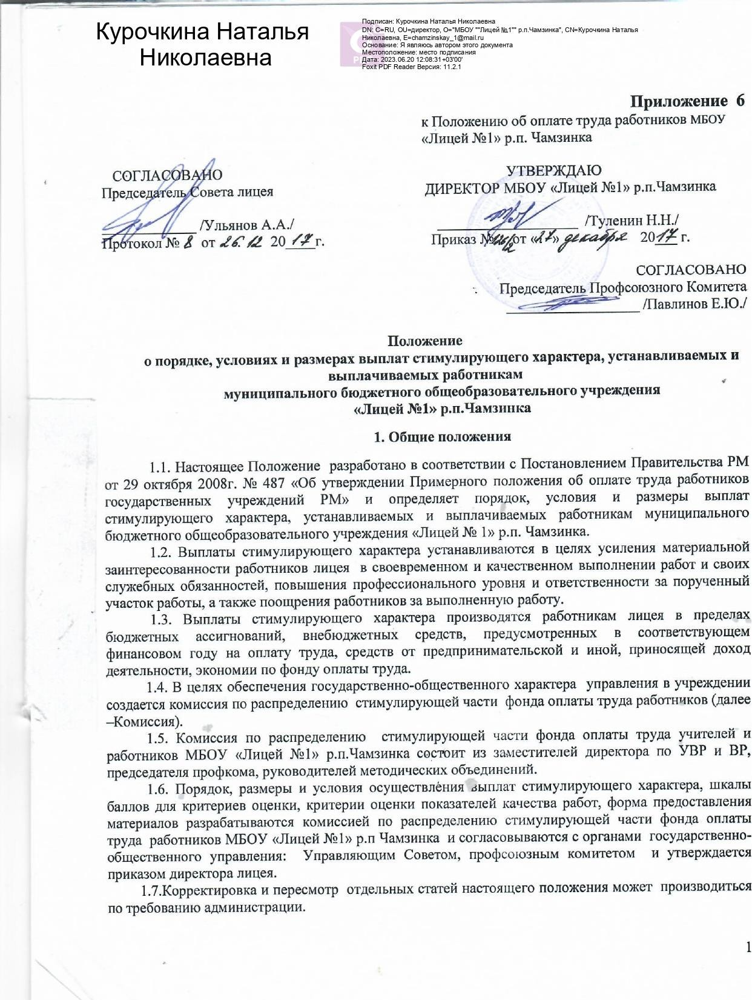 Курочкина Наталья
Николаевна
Подписан: Курочкина Наталья Николаевна
DN: C=RU, OU=директор, O="МБОУ ""Лицей №1"" р.п.Чамзинка", CN=Курочкина Наталья
Николаевна, E=chamzinskay_1@mail.ru
Основание: Я являюсь автором этого документа
Местоположение: место подписания
Дата: 2023.06.20 12:08:31+03'00'
Foxit PDF Reader Версия: 11.2.1
Приложение 6
к Положению об оплате труда работников МБОУ
«Лицей №1» р.п. Чамзинка
СОГЛАСОВАНО
Председатель Совета лицея
/Ульянов А.А./
Протокол № 8 от 26.12 2017г.
УТВЕРЖДАЮ
ДИРЕКТОР МБОУ «Лицей №1» р.п.Чамзинка
/Туленин Н.Н./
Приказ № от «27» декабря 2017 г.
СОГЛАСОВАНО
Председатель Профсоюзного Комитета
/Павлинов Е.Ю./
Положение
о порядке, условиях и размерах выплат стимулирующего характера, устанавливаемых и
выплачиваемых работникам
муниципального бюджетного общеобразовательного учреждения
«Лицей №1» р.п.Чамзинка
1. Общие положения
1.1. Настоящее Положение разработано в соответствии с Постановлением Правительства РМ
от 29 октября 2008г. № 487 «Об утверждении Примерного положения об оплате труда работников
государственных учреждений РМ» и определяет порядок, условия и размеры выплат
стимулирующего характера, устанавливаемых и выплачиваемых работникам муниципального
бюджетного общеобразовательного учреждения «Лицей № 1» р.п. Чамзинка.
1.2. Выплаты стимулирующего характера устанавливаются в целях усиления материальной
заинтересованности работников лицея в своевременном и качественном выполнении работ и своих
служебных обязанностей, повышения профессионального уровня и ответственности за порученный
участок работы, а также поощрения работников за выполненную работу.
1.3. Выплаты стимулирующего характера производятся работникам лицея в пределах
бюджетных ассигнований, внебюджетных средств, предусмотренных в соответствующем
финансовом году на оплату труда, средств от предпринимательской и иной, приносящей доход
деятельности, экономии по фонду оплаты труда.
1.4. В целях обеспечения государственно-общественного характера управления в учреждении
создается комиссия по распределению стимулирующей части фонда оплаты труда работников (далее
–Комиссия).
1.5. Комиссия по распределению стимулирующей части фонда оплаты труда учителей и
работников МБОУ «Лицей №1» р.п.Чамзинка состоит из заместителей директора по УВР и ВР,
председателя профкома, руководителей методических объединений.
1.6. Порядок, размеры и условия осуществления выплат стимулирующего характера, шкалы
баллов для критериев оценки, критерии оценки показателей качества работ, форма предоставления
материалов разрабатываются комиссией по распределению стимулирующей части фонда оплаты
труда работников МБОУ «Лицей №1» р.п Чамзинка и согласовываются с органами государственно-
общественного управления: Управляющим Советом, профсоюзным комитетом и утверждается
приказом директора лицея.
1.7.Корректировка и пересмотр отдельных статей настоящего положения может производиться
по требованию администрации.
1